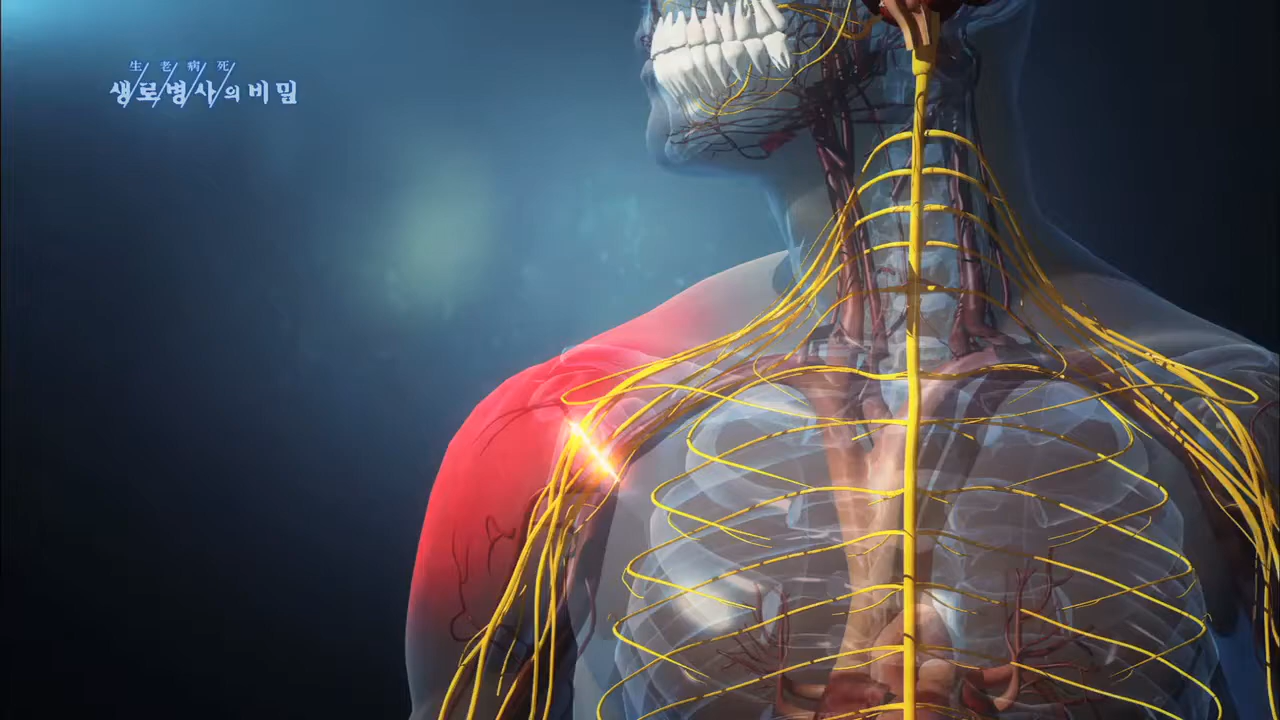 生 老 病 死
생로병사의 비밀